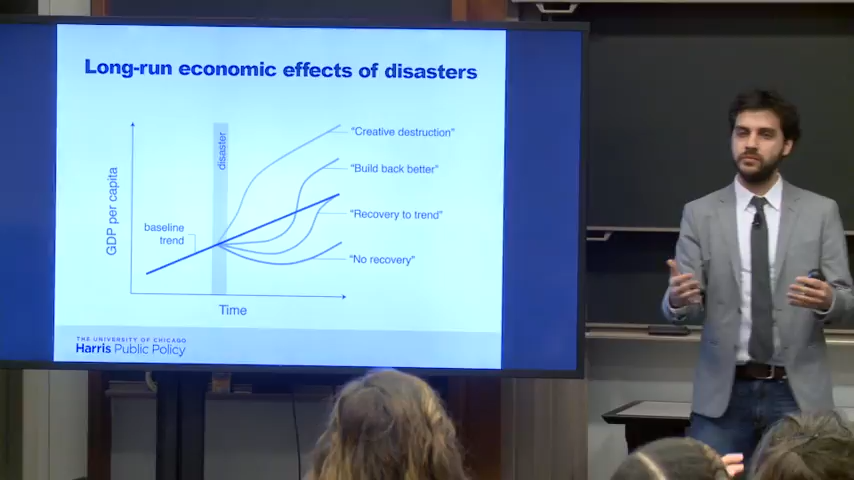 Long-run economic effects of disasters
disaster
"Creative destruction"
"Build back better"
GDP per capita
baseline
trend
"Recovery to trend"
"No recovery"
Time
THE UNIVERSITY OF CHICAGO
Harris Public Policy